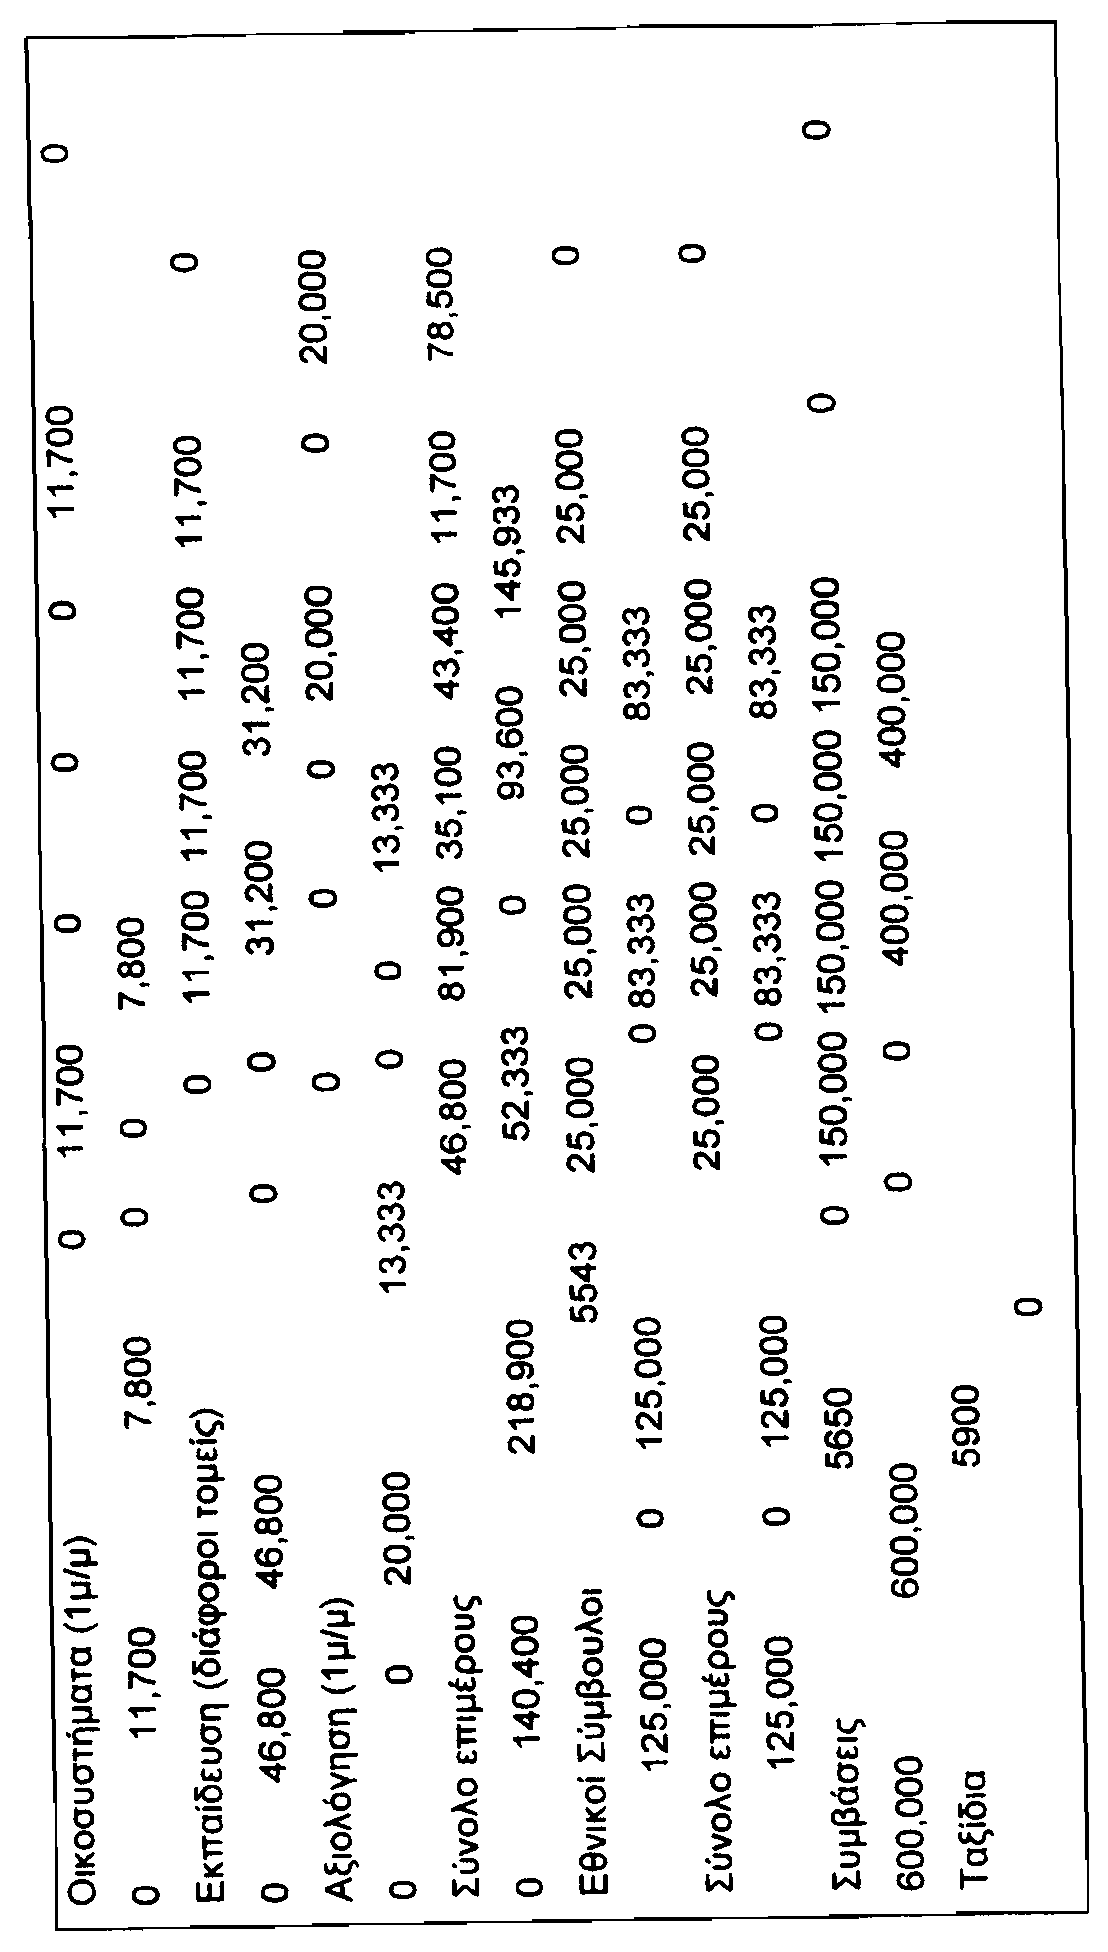 Οικοσυστήματα (1μ/μ) 0 11,700 0 0 0 11,700 0
0 11,700 7,800 0 0 7,800
Εκπαίδευση (διάφοροι τομείς) 0 11,700 11,700 11,700 11,700 0
0 46,800 46,800 0 0 31,200 31,200
Αξιολόγηση (1μ/μ) 0 0 0 20,000 0 20,000
0 0 20,000 13,333 0 0 13,333
Σύνολο επιμέρους 46,800 81,900 35,100 43,400 11,700 78,500
0 140,400 218,900 52,333 0 93,600 145,933
Εθνικοί Σύμβουλοι 5543 25,000 25,000 25,000 25,000 25,000 0
125,000 0 125,000 0 83,333 0 83,333
Σύνολο επιμέρους 25,000 25,000 25,000 25,000 25,000 0
125,000 0 125,000 0 83,333 0 83,333
Συμβάσεις 5650 0 150,000 150,000 150,000 150,000 0 0
600,000 600,000 0 0 400,000 400,000
Ταξίδια 5900
0